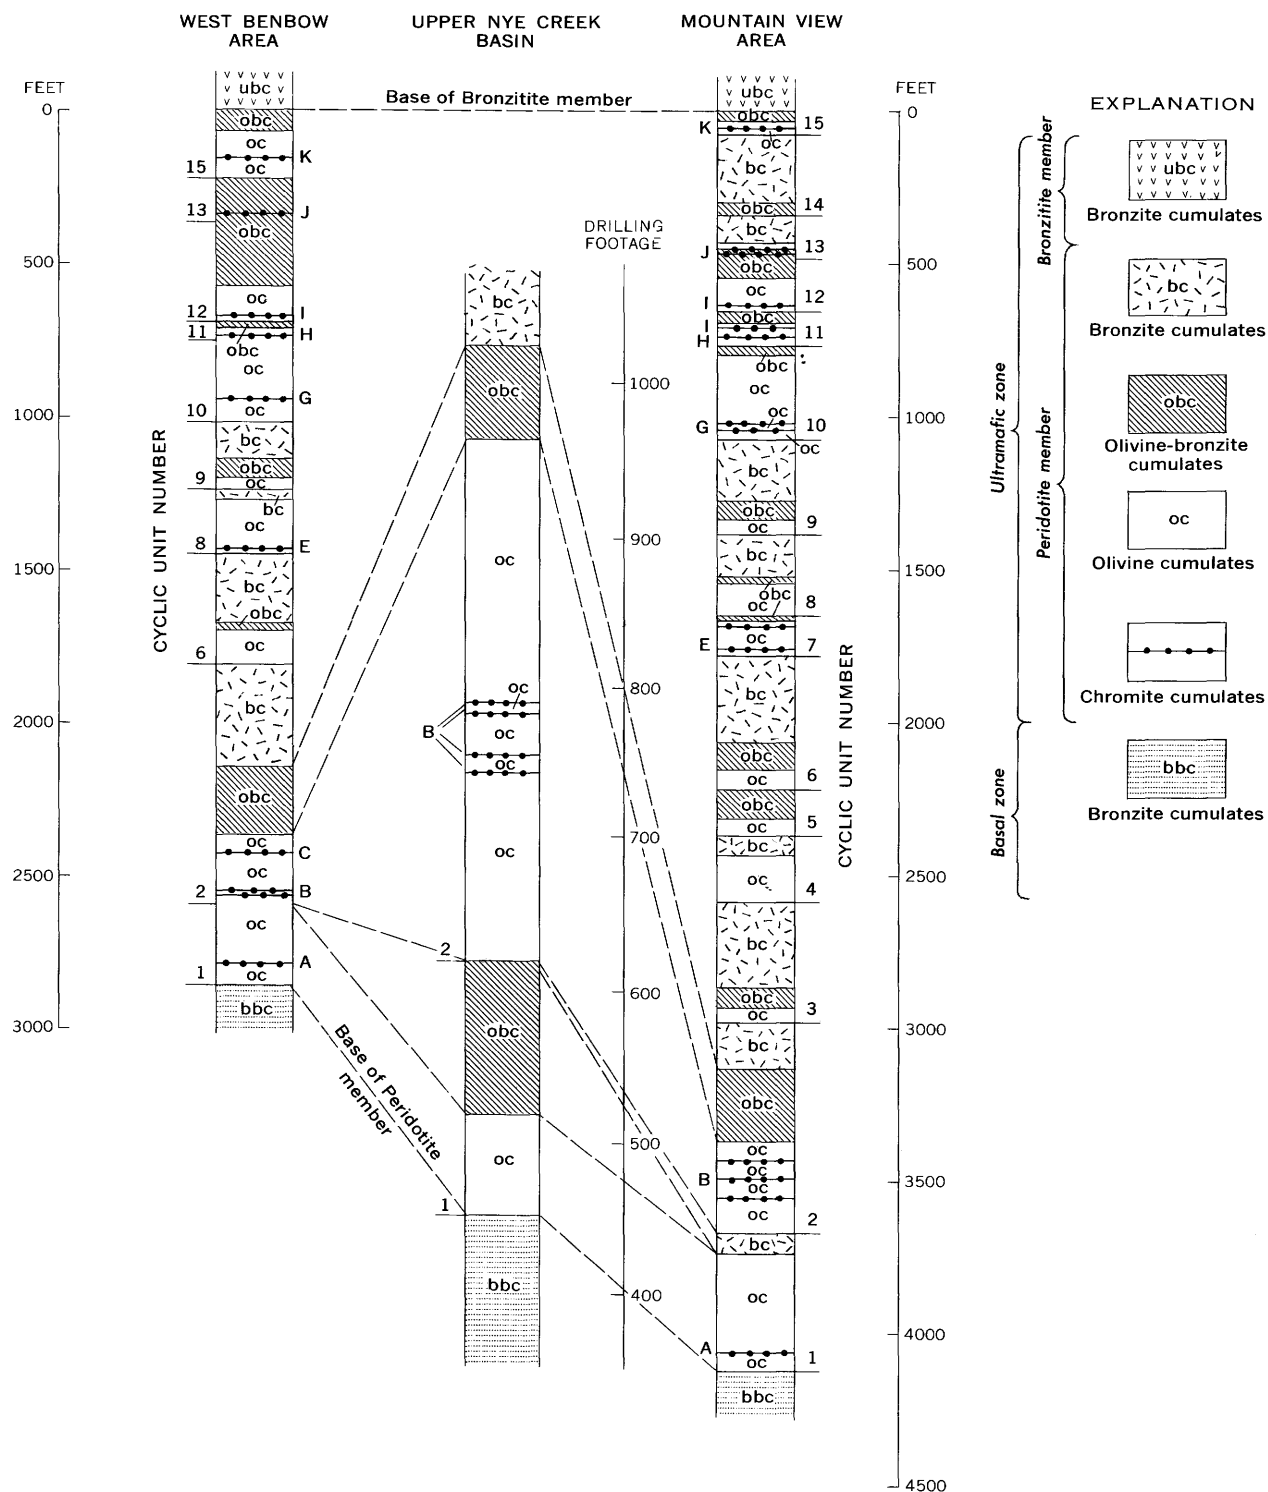 WEST BENBOW
AREA
UPPER NYE CREEK
BASIN
MOUNTAIN VIEW
AREA
FEET
0
500
1000
1500
2000
2500
3000
CYCLIC UNIT NUMBER
ubc
obc
oc
K
oc
15
J
13
obc
oc
I
12
11
H
obc
oc
G
oc
10
bc
obc
oc
9
bc
oc
E
8
bc
obc
oc
6
bc
obc
oc
C
oc
B
2
oc
A
oc
1
bbc
Base of Bronzitite member
Base of Peridotite
member
bc
obc
oc
oc
B
oc
oc
oc
2
obc
oc
1
bbc
DRILLING
FOOTAGE
1000
900
800
700
600
500
400
ubc
obc
K
15
oc
bc
obc
14
bc
13
J
obc
oc
I
12
obc
I
11
H
obc
oc
oc
G
10
oc
bc
obc
oc
9
bc
obc
oc
8
oc
E
7
bc
obc
oc
6
obc
oc
5
bc
oc
4
bc
obc
oc
3
bc
obc
oc
oc
B
oc
oc
2
bc
oc
A
oc
1
bbc
CYCLIC UNIT NUMBER
FEET
0
500
1000
1500
2000
2500
3000
3500
4000
4500
EXPLANATION
Ultramafic zone
Basal zone
Bronzitite member
Peridotite member
ubc
Bronzite cumulates
bc
Bronzite cumulates
obc
Olivine-bronzite
cumulates
oc
Olivine cumulates
Chromite cumulates
bbc
Bronzite cumulates